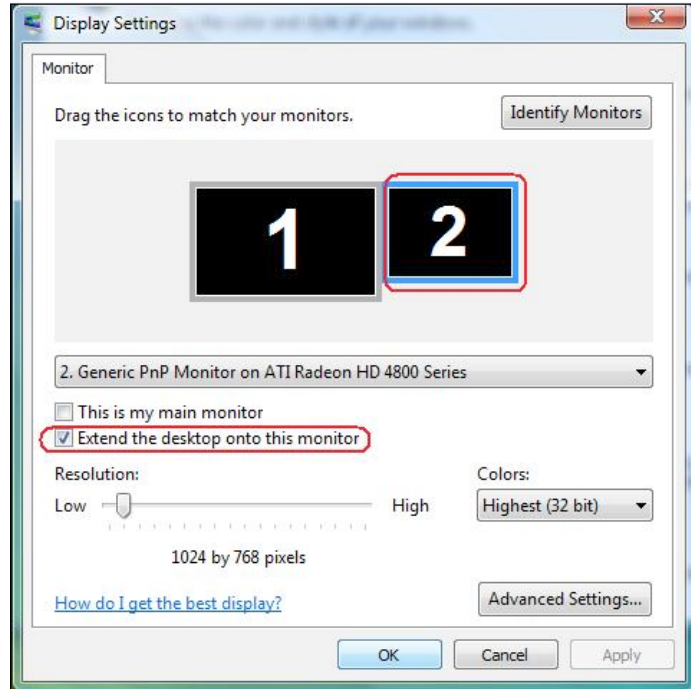 Display Settings
Monitor
Drag the icons to match your monitors.
Identify Monitors
1
2
2. Generic PnP Monitor on ATI Radeon HD 4800 Series
This is my main monitor
Extend the desktop onto this monitor
Resolution:
Colors:
Low
High
Highest (32 bit)
1024 by 768 pixels
How do I get the best display?
Advanced Settings...
OK
Cancel
Apply